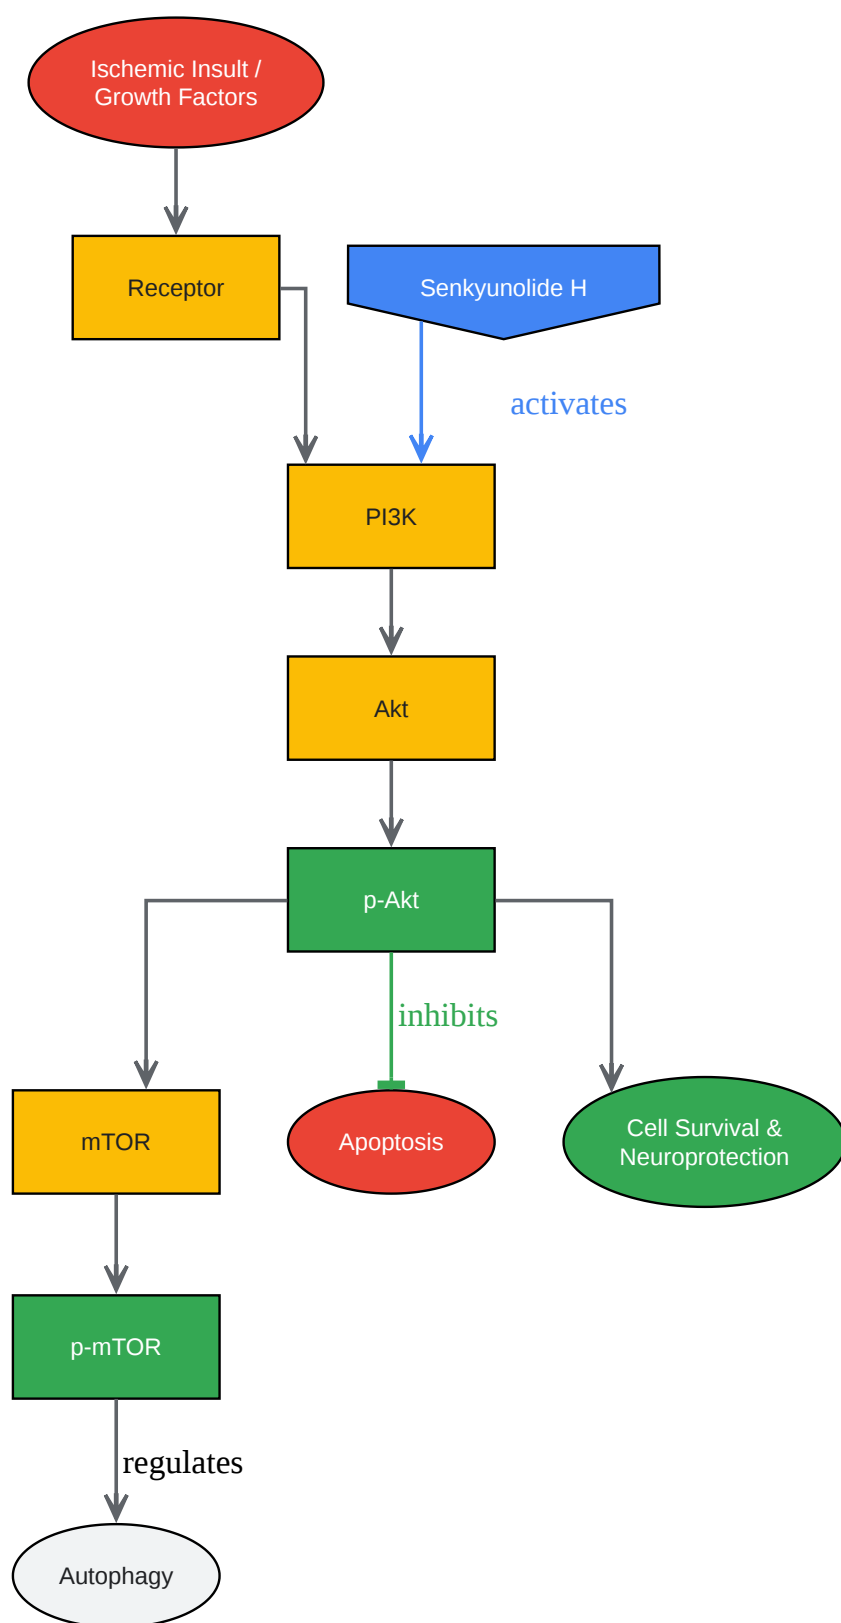 Ischemic Insult /
Growth Factors
Receptor
Senkyunolide H
activates
PI3K
Akt
p-Akt
inhibits
mTOR
Apoptosis
Cell Survival &
Neuroprotection
p-mTOR
regulates
Autophagy